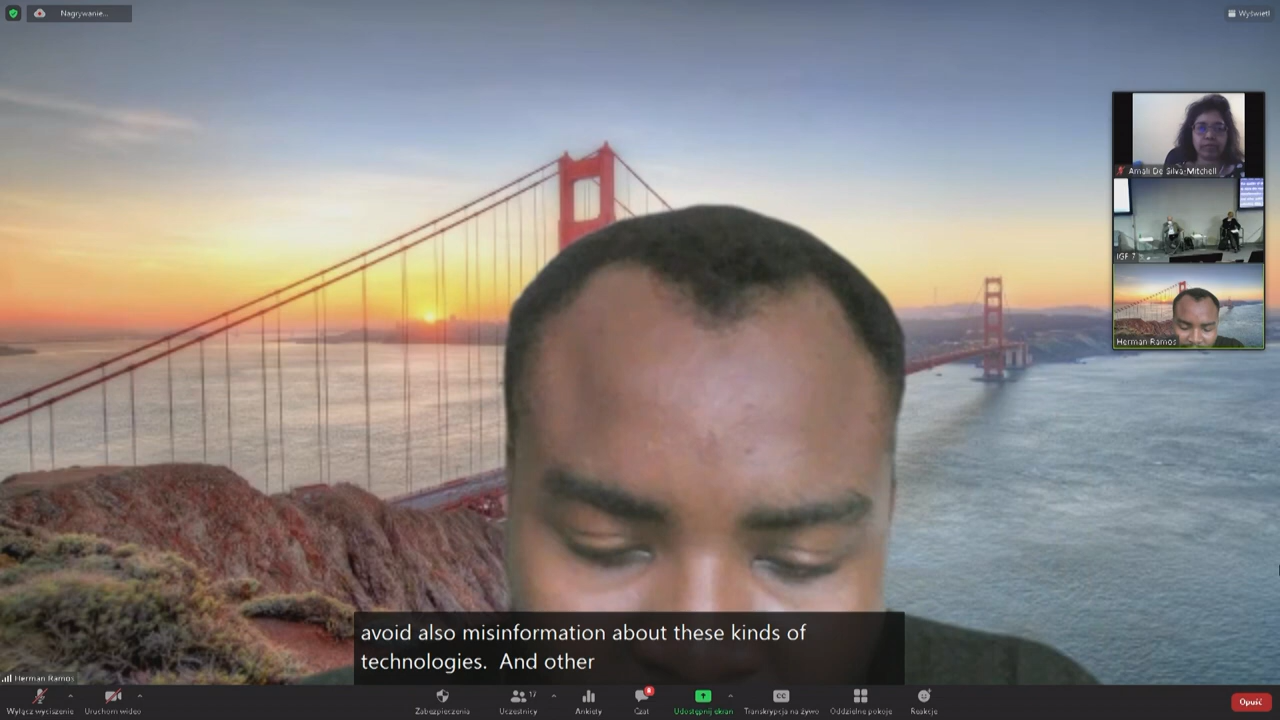 Nagrywanie...
Wyświetl
Amali De Silva-Mitchell
IGF 7
Herman Ramos
avoid also misinformation about these kinds of
technologies. And other
Herman Ramos
Wyłącz wyciszenie
Uruchom wideo
Zabezpieczenia
Uczestnicy
17
Ankiety
Czat
8
Udostępnij ekran
CC
Transkrypcja na żywo
Oddzielne pokoje
Reakcje
Opuść